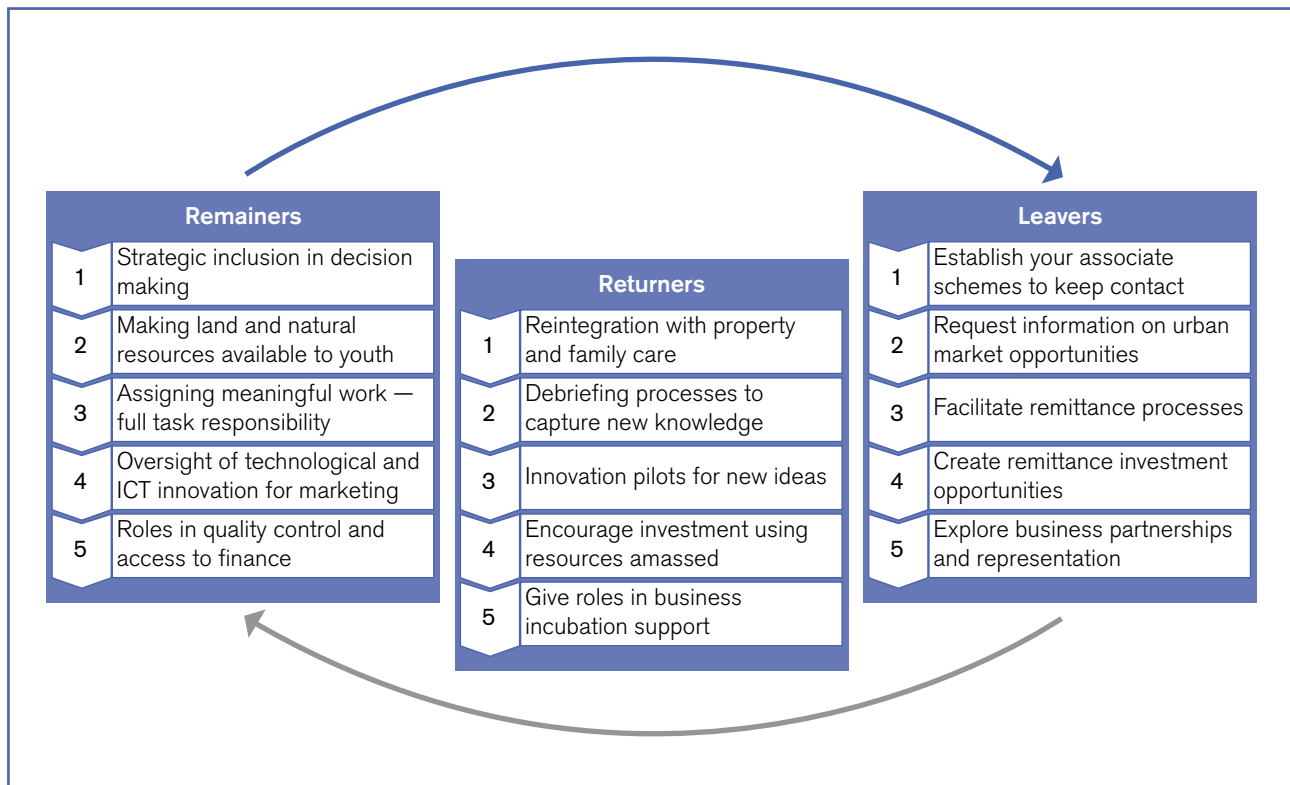 Remainers
1
Strategic inclusion in decision
making
2
Making land and natural
resources available to youth
3
Assigning meaningful work —
full task responsibility
4
Oversight of technological and
ICT innovation for marketing
5
Roles in quality control and
access to finance
Returners
1
Reintegration with property
and family care
2
Debriefing processes to
capture new knowledge
3
Innovation pilots for new ideas
4
Encourage investment using
resources amassed
5
Give roles in business
incubation support
Leavers
1
Establish your associate
schemes to keep contact
2
Request information on urban
market opportunities
3
Facilitate remittance processes
4
Create remittance investment
opportunities
5
Explore business partnerships
and representation